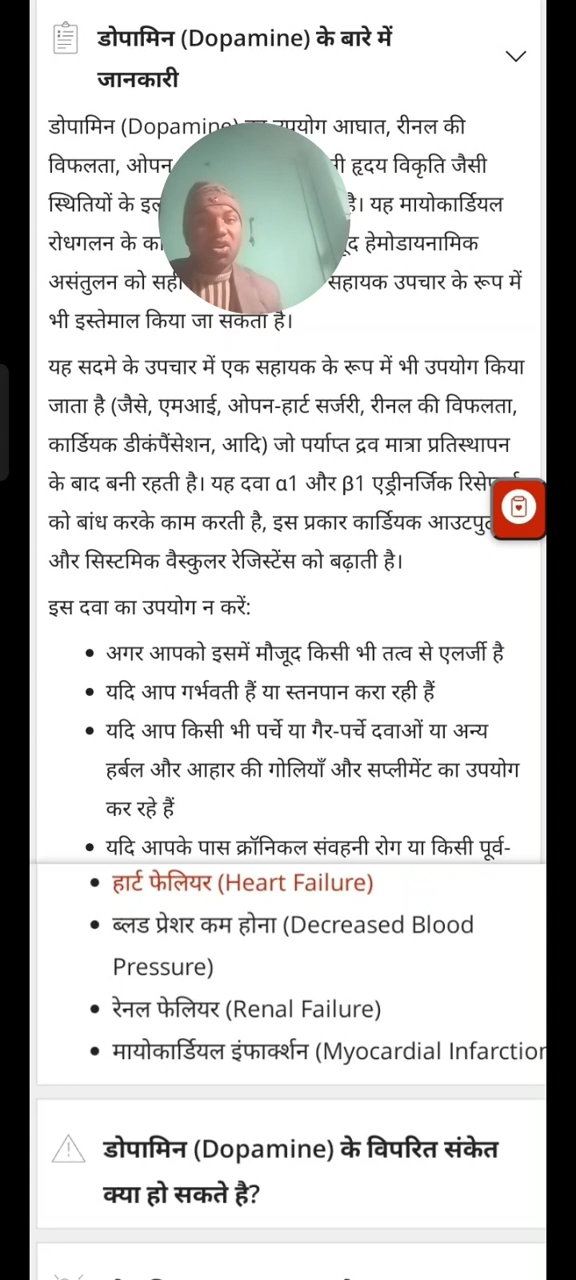 डोपामिन (Dopamine) के बारे में
जानकारी
डोपामिन (Dopamine) उपयोग आघात, रीनल की
विफलता, ओपन हृदय विकृति जैसी
स्थितियों के है। यह मायोकार्डियल
रोधगलन के हेमोडायनामिक
असंतुलन को सहायक उपचार के रूप में
भी इस्तेमाल किया जा सकता है।
यह सदमे के उपचार में एक सहायक के रूप में भी उपयोग किया
जाता है (जैसे, एमआई, ओपन-हार्ट सर्जरी, रीनल की विफलता,
कार्डियक डीकंपैंसेशन, आदि) जो पर्याप्त द्रव मात्रा प्रतिस्थापन
के बाद बनी रहती है। यह दवा α1 और β1 एड्रीनर्जिक
को बांध करके काम करती है, इस प्रकार कार्डियक
और सिस्टमिक वैस्कुलर रेजिस्टेंस को बढ़ाती है।
इस दवा का उपयोग न करें:
• अगर आपको इसमें मौजूद किसी भी तत्व से एलर्जी है
• यदि आप गर्भवती हैं या स्तनपान करा रही हैं
• यदि आप किसी भी पर्चे या गैर-पर्चे दवाओं या अन्य
हर्बल और आहार की गोलियाँ और सप्लीमेंट का उपयोग
कर रहे हैं
• यदि आपके पास क्रॉनिकल संवहनी रोग या किसी पूर्व-
• हार्ट फेलियर (Heart Failure)
• ब्लड प्रेशर कम होना (Decreased Blood
Pressure)
• रेनल फेलियर (Renal Failure)
• मायोकार्डियल इंफार्क्शन (Myocardial Infarction
डोपामिन (Dopamine) के विपरित संकेत
क्या हो सकते है?